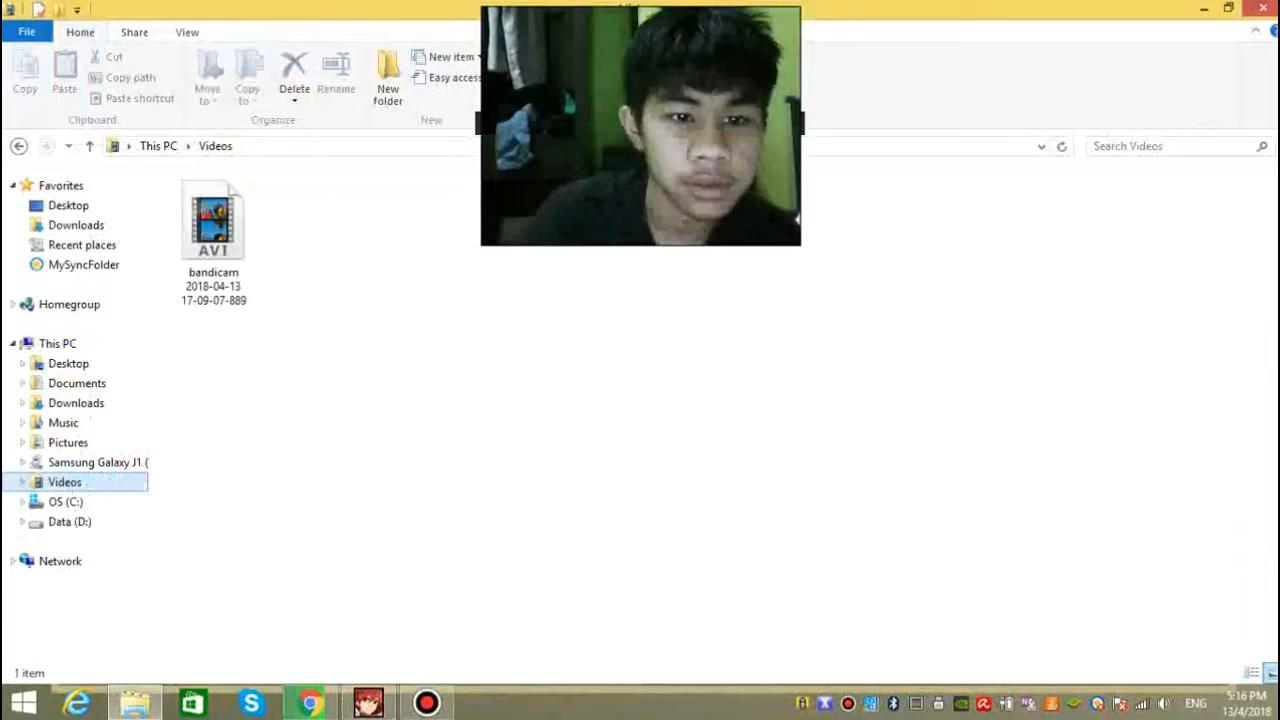 File Home Share View
Cut
Copy path
Paste shortcut
Copy Paste
Move to
Copy to
Delete Rename
New folder
New item
Easy access
Clipboard Organize New
This PC Videos
Search Videos
Favorites
Desktop
Downloads
Recent places
MySyncFolder
Homegroup
This PC
Desktop
Documents
Downloads
Music
Pictures
Samsung Galaxy J1 (
Videos
OS (C:)
Data (D:)
Network
AVI
bandicam
2018-04-13
17-09-07-889
1 item
ENG
5:16 PM
13/4/2018